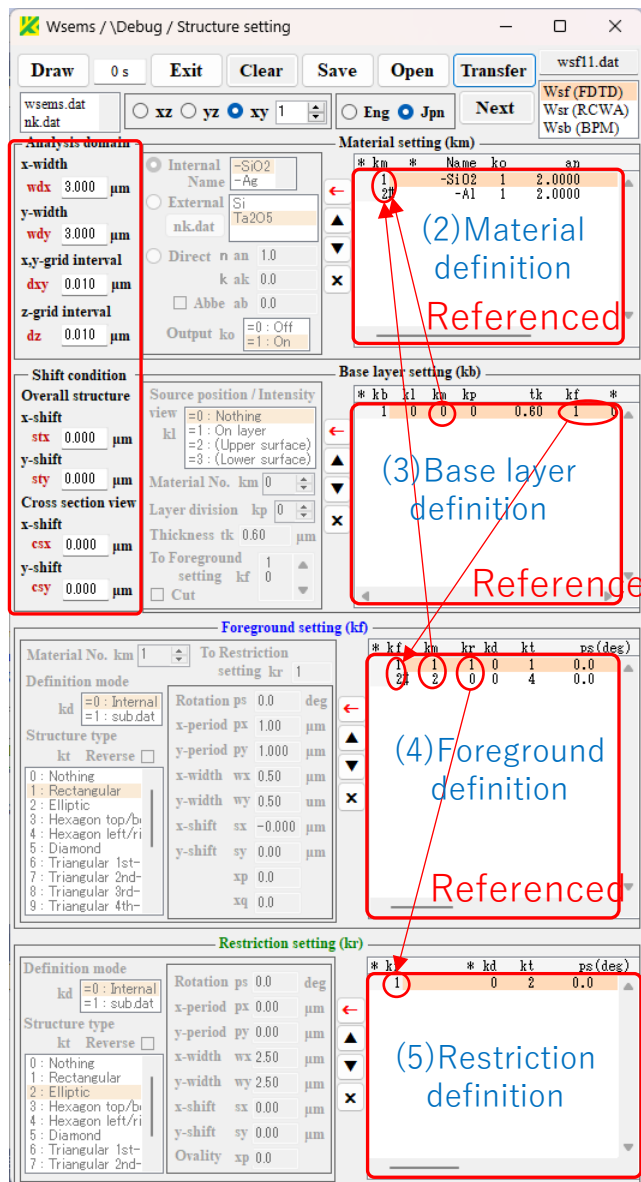 Wsems / \Debug / Structure setting
Draw 0 s Exit Clear Save Open Transfer wsf11.dat
wsems.dat
nk.dat
xz yz xy 1 Eng Jpn Next
Wsf (FDTD)
Wsr (RCWA)
Wsb (BPM)
Analysis domain
x-width
wdx 3.000 μm
y-width
wdy 3.000 μm
x,y-grid interval
dxy 0.010 μm
z-grid interval
dz 0.010 μm
Internal Name
-SiO2
-Ag
External
nk.dat
Si
Ta2O5
Direct n an 1.0
k ak 0.0
Abbe ab 0.0
Output ko
=0 : Off
=1 : On
Material setting (km)
* km * Name ko an
1 -SiO2 1 2.0000
2# -Al 1 2.0000
(2)Material
definition
Referenced
Shift condition
Overall structure
x-shift
stx 0.000 μm
y-shift
sty 0.000 μm
Cross section view
x-shift
csx 0.000 μm
y-shift
csy 0.000 μm
Source position / Intensity
view kl
=0 : Nothing
=1 : On layer
=2 : (Upper surface)
=3 : (Lower surface)
Material No. km 0
Layer division kp 0
Thickness tk 0.60 μm
To Foreground
setting kf
1
0
Cut
Base layer setting (kb)
* kb kl km kp tk kf *
1 0 0 0 0.60 1 0
(3)Base layer
definition
Reference
Foreground setting (kf)
Material No. km 1 To Restriction
setting kr 1
Definition mode
kd
=0 : Internal
=1 : sub.dat
Structure type
kt Reverse
0 : Nothing
1 : Rectangular
2 : Elliptic
3 : Hexagon top/b
4 : Hexagon left/ri
5 : Diamond
6 : Triangular 1st-
7 : Triangular 2nd-
8 : Triangular 3rd-
9 : Triangular 4th-
Rotation ps 0.0 deg
x-period px 1.00 μm
y-period py 1.000 μm
x-width wx 0.50 μm
y-width wy 0.50 um
x-shift sx -0.000 μm
y-shift sy 0.00 μm
xp 0.0
xq 0.0
* kf km kr kd kt ps(deg)
1 1 1 0 1 0.0
2# 2 0 0 4 0.0
(4)Foreground
definition
Referenced
Restriction setting (kr)
Definition mode
kd
=0 : Internal
=1 : sub.dat
Structure type
kt Reverse
0 : Nothing
1 : Rectangular
2 : Elliptic
3 : Hexagon top/b
4 : Hexagon left/ri
5 : Diamond
6 : Triangular 1st-
7 : Triangular 2nd-
Rotation ps 0.0 deg
x-period px 0.00 μm
y-period py 0.00 μm
x-width wx 2.50 μm
y-width wy 2.50 μm
x-shift sx 0.00 μm
y-shift sy 0.00 μm
Ovality xp 0.0
* k * kd kt ps(deg)
1 0 2 0.0
(5)Restriction
definition